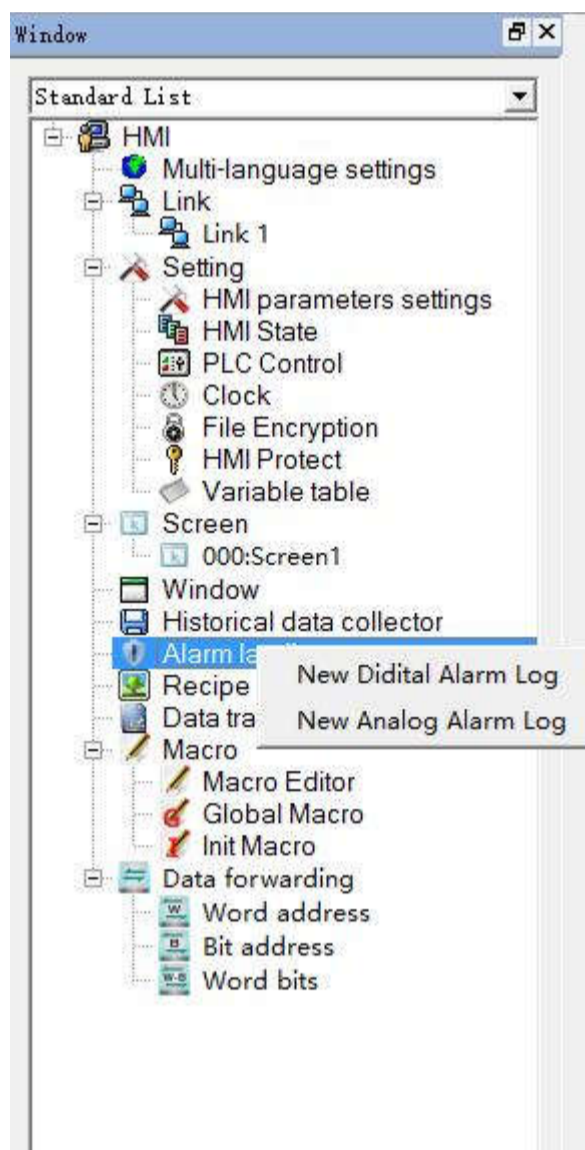 Window
Standard List
HMI
Multi-language settings
Link
Link 1
Setting
HMI parameters settings
HMI State
PLC Control
Clock
File Encryption
HMI Protect
Variable table
Screen
000:Screen1
Window
Historical data collector
Alarm
New Didital Alarm Log
Recipe
New Analog Alarm Log
Data
Macro
Macro Editor
Global Macro
Init Macro
Data forwarding
Word address
Bit address
Word bits